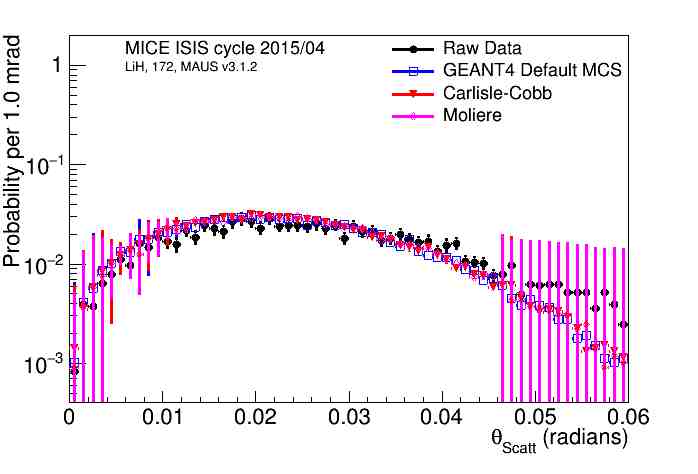 MICE ISIS cycle 2015/04
LiH, 172, MAUS v3.1.2
Raw Data
GEANT4 Default MCS
Carlisle-Cobb
Moliere
Probability per 1.0 mrad
1
10⁻¹
10⁻²
10⁻³
0 0.01 0.02 0.03 0.04 0.05 0.06
θ_Scatt (radians)